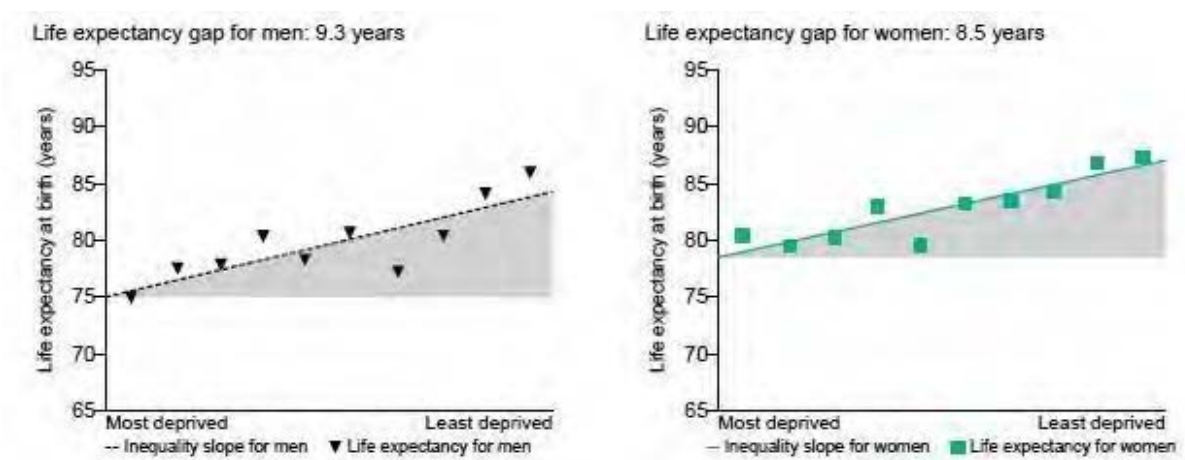 Life expectancy gap for men: 9.3 years
95
90
85
80
75
70
65
Life expectancy at birth (years)
Most deprived Least deprived
-- Inequality slope for men ▼ Life expectancy for men
Life expectancy gap for women: 8.5 years
95
90
85
80
75
70
65
Life expectancy at birth (years)
Most deprived Least deprived
— Inequality slope for women ■ Life expectancy for women